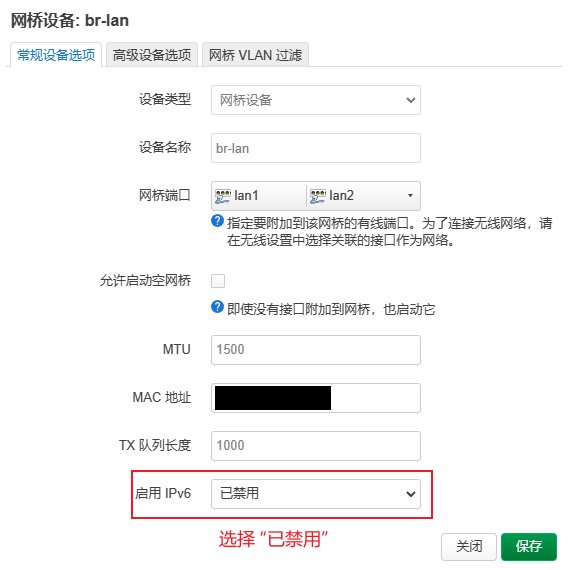 网桥设备: br-lan
常规设备选项 高级设备选项 网桥 VLAN 过滤
设备类型 网桥设备
设备名称 br-lan
网桥端口 lan1 lan2
指定要附加到该网桥的有线端口。为了连接无线网络，请
在无线设置中选择关联的接口作为网络。
允许启动空网桥
即使没有接口附加到网桥，也启动它
MTU 1500
MAC 地址
TX 队列长度 1000
启用 IPv6 已禁用
选择 “已禁用”
关闭 保存